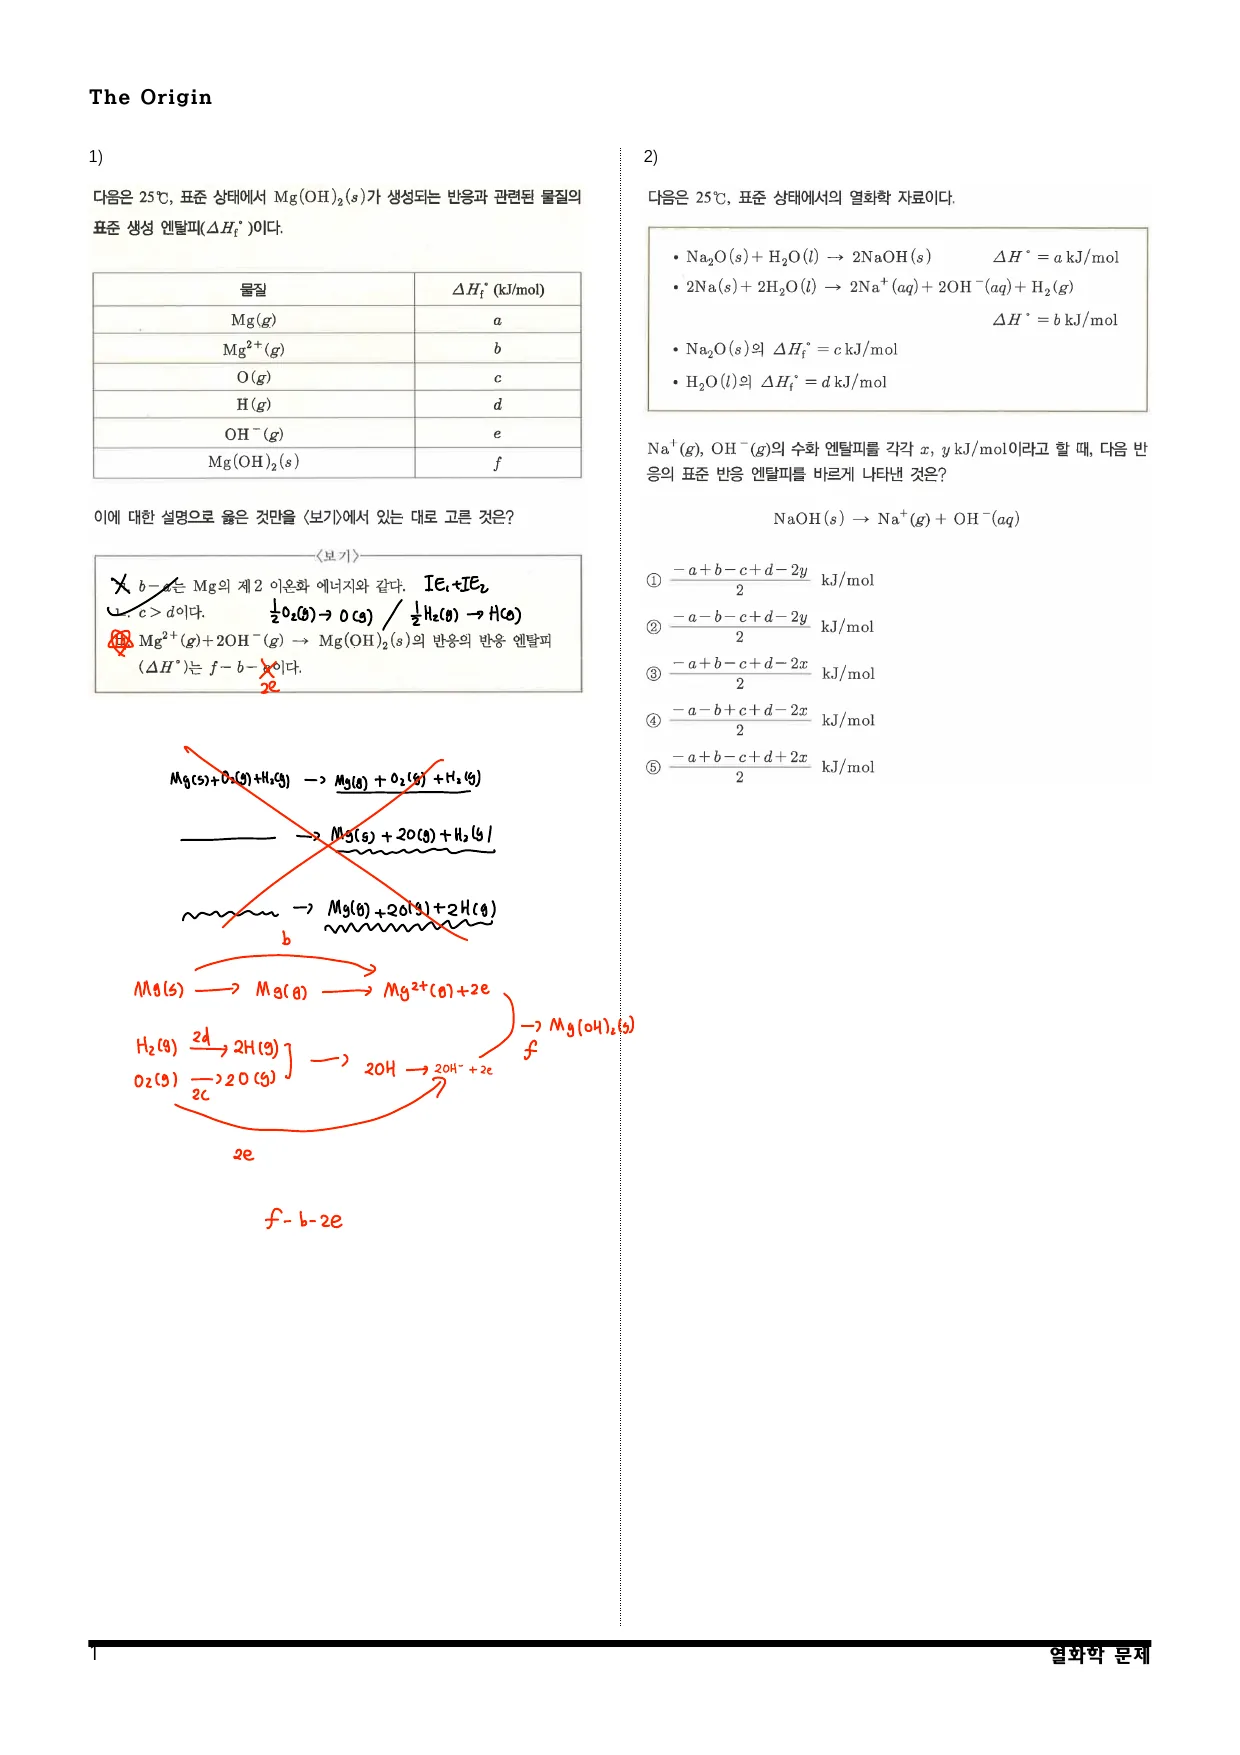 The Origin
1)
다음은 25℃, 표준 상태에서 Mg(OH)₂(s)가 생성되는 반응과 관련된 물질의
표준 생성 엔탈피(ΔH_f°)이다.
물질 ΔH_f° (kJ/mol)
Mg(g) a
Mg²⁺(g) b
O(g) c
H(g) d
OH⁻(g) e
Mg(OH)₂(s) f
이에 대한 설명으로 옳은 것만을 〈보기〉에서 있는 대로 고른 것은?
〈보기〉
b-a는 Mg의 제2 이온화 에너지와 같다. IE₁+IE₂
c>d이다. ½O₂(g)→O(g) / ½H₂(g)→H(g)
Mg²⁺(g)+2OH⁻(g) → Mg(OH)₂(s)의 반응의 반응 엔탈피
(ΔH°)는 f-b-e이다.
2e
Mg(s)+O₂(g)+H₂(g) → Mg(g)+O₂(g)+H₂(g)
→ Mg(s)+2O(g)+H₂(g)
→ Mg(g)+2O(g)+2H(g)
b
Mg(s) → Mg(g) → Mg²⁺(g)+2e
→ Mg(OH)₂(s)
f
H₂(g) 2d → 2H(g)
→ 2OH → 2OH⁻ + 2e
O₂(g) → 2O(g)
2c
2e
f-b-2e
2)
다음은 25℃, 표준 상태에서의 열화학 자료이다.
• Na₂O(s)+H₂O(l) → 2NaOH(s) ΔH°=a kJ/mol
• 2Na(s)+2H₂O(l) → 2Na⁺(aq)+2OH⁻(aq)+H₂(g)
ΔH°=b kJ/mol
• Na₂O(s)의 ΔH_f°=c kJ/mol
• H₂O(l)의 ΔH_f°=d kJ/mol
Na⁺(g), OH⁻(g)의 수화 엔탈피를 각각 x, y kJ/mol이라고 할 때, 다음 반
응의 표준 반응 엔탈피를 바르게 나타낸 것은?
NaOH(s) → Na⁺(g)+OH⁻(aq)
① (-a+b-c+d-2y)/2 kJ/mol
② (-a-b-c+d-2y)/2 kJ/mol
③ (-a+b-c+d-2x)/2 kJ/mol
④ (-a-b+c+d-2x)/2 kJ/mol
⑤ (-a+b-c+d+2x)/2 kJ/mol
1
열화학 문제